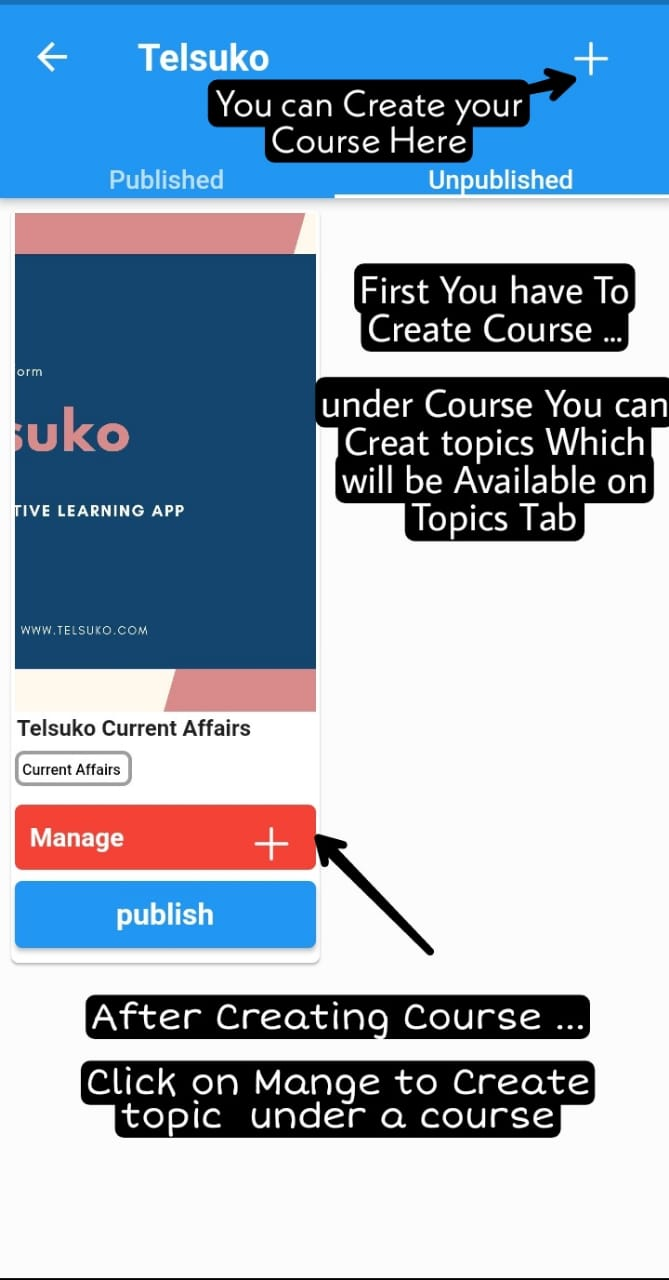 Telsuko
You can Create your
Course Here
Published
Unpublished
First You have To
Create Course ...
under Course You can
Creat topics Which
will be Available on
Topics Tab
orm
suko
TIVE LEARNING APP
WWW.TELSUKO.COM
Telsuko Current Affairs
Current Affairs
Manage
publish
After Creating Course ...
Click on Mange to Create
topic under a course